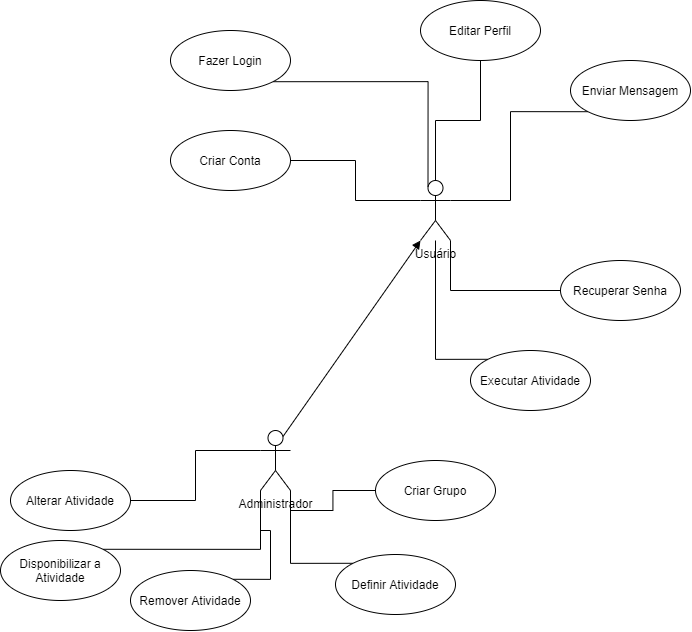 Editar Perfil
Fazer Login
Enviar Mensagem
Criar Conta
Usuário
Recuperar Senha
Executar Atividade
Criar Grupo
Alterar Atividade
Administrador
Disponibilizar a
Atividade
Definir Atividade
Remover Atividade